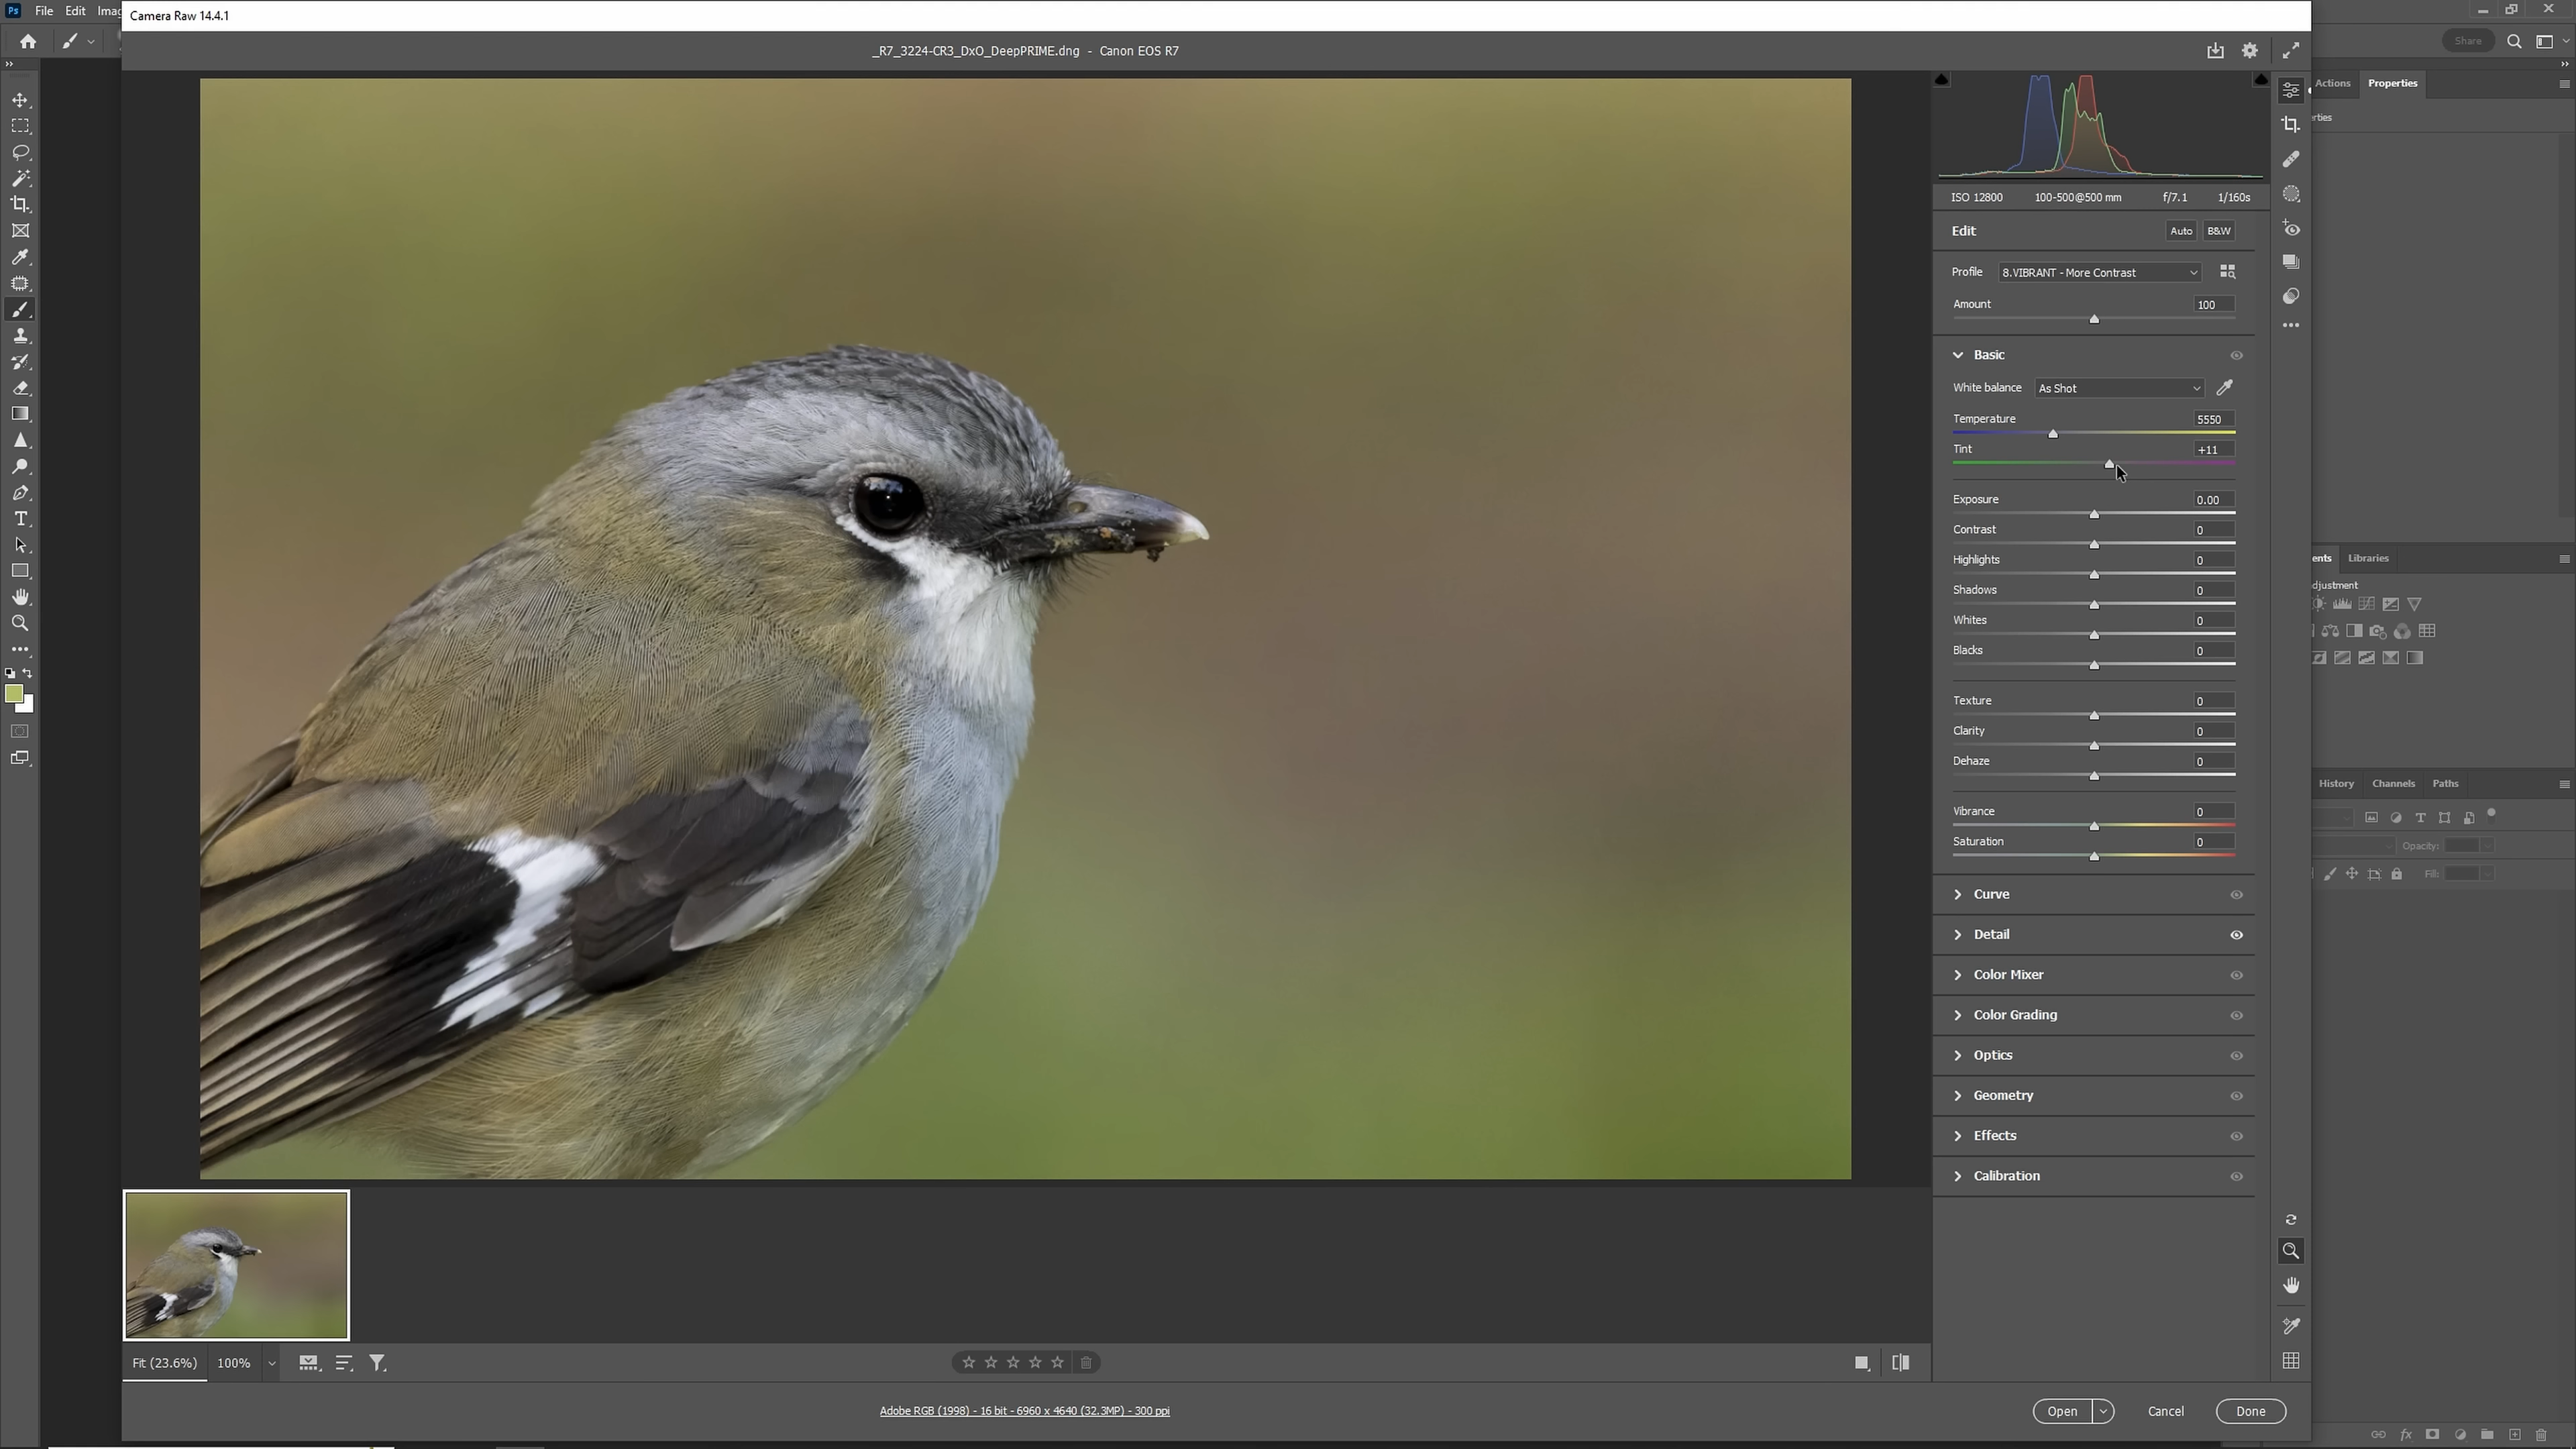 Ps File Edit Imag
Camera Raw 14.4.1
_R7_3224-CR3_DxO_DeepPRIME.dng - Canon EOS R7
Share
Actions Properties
erties
ISO 12800 100-500@500 mm f/7.1 1/160s
Edit Auto B&W
Profile 8.VIBRANT - More Contrast
Amount 100
Basic
White balance As Shot
Temperature 5550
Tint +11
Exposure 0.00
Contrast 0
Highlights 0
Shadows 0
Whites 0
Blacks 0
Texture 0
Clarity 0
Dehaze 0
Vibrance 0
Saturation 0
Curve
Detail
Color Mixer
Color Grading
Optics
Geometry
Effects
Calibration
ents Libraries
djustment
History Channels Paths
Opacity:
Fill:
Fit (23.6%) 100%
Adobe RGB (1998) - 16 bit - 6960 x 4640 (32.3MP) - 300 ppi
Open Cancel Done